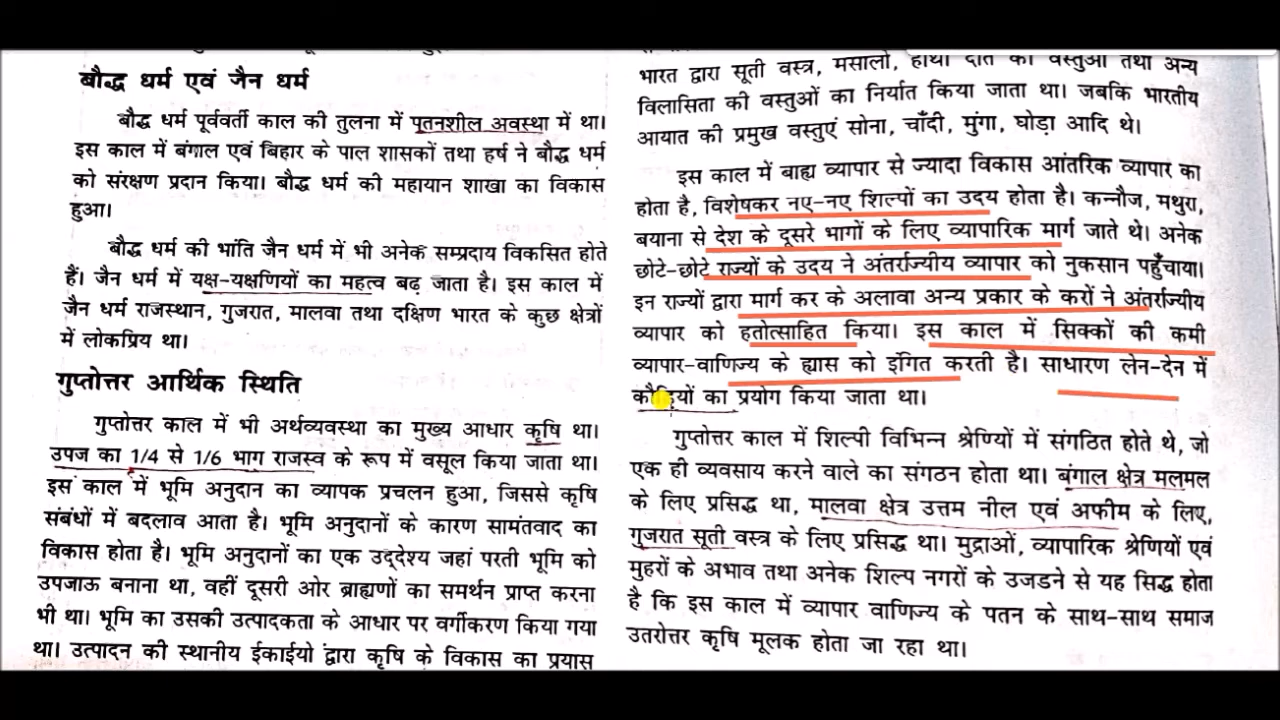 बौद्ध धर्म एवं जैन धर्म
बौद्ध धर्म पूर्ववर्ती काल की तुलना में पतनशील अवस्था में था।
इस काल में बंगाल एवं बिहार के पाल शासकों तथा हर्ष ने बौद्ध धर्म
को संरक्षण प्रदान किया। बौद्ध धर्म की महायान शाखा का विकास
हुआ।
बौद्ध धर्म की भांति जैन धर्म में भी अनेक सम्प्रदाय विकसित होते
हैं। जैन धर्म में यक्ष-यक्षणियों का महत्व बढ़ जाता है। इस काल में
जैन धर्म राजस्थान, गुजरात, मालवा तथा दक्षिण भारत के कुछ क्षेत्रों
में लोकप्रिय था।
गुप्तोत्तर आर्थिक स्थिति
गुप्तोत्तर काल में भी अर्थव्यवस्था का मुख्य आधार कृषि था।
उपज का 1/4 से 1/6 भाग राजस्व के रूप में वसूल किया जाता था।
इस काल में भूमि अनुदान का व्यापक प्रचलन हुआ, जिससे कृषि
संबंधों में बदलाव आता है। भूमि अनुदानों के कारण सामंतवाद का
विकास होता है। भूमि अनुदानों का एक उद्देश्य जहां परती भूमि को
उपजाऊ बनाना था, वहीं दूसरी ओर ब्राह्मणों का समर्थन प्राप्त करना
भी था। भूमि का उसकी उत्पादकता के आधार पर वर्गीकरण किया गया
था। उत्पादन की स्थानीय ईकाईयो द्वारा कृषि के विकास का प्रयास
भारत द्वारा सूती वस्त्र, मसालो, हाथी दांत की वस्तुओं तथा अन्य
विलासिता की वस्तुओं का निर्यात किया जाता था। जबकि भारतीय
आयात की प्रमुख वस्तुएं सोना, चाँदी, मुंगा, घोड़ा आदि थे।
इस काल में बाह्य व्यापार से ज्यादा विकास आंतरिक व्यापार का
होता है, विशेषकर नए-नए शिल्पों का उदय होता है। कन्नौज, मथुरा,
बयाना से देश के दूसरे भागों के लिए व्यापारिक मार्ग जाते थे। अनेक
छोटे-छोटे राज्यों के उदय ने अंतर्राज्यीय व्यापार को नुकसान पहुँचाया।
इन राज्यों द्वारा मार्ग कर के अलावा अन्य प्रकार के करों ने अंतर्राज्यीय
व्यापार को हतोत्साहित किया। इस काल में सिक्कों की कमी
व्यापार-वाणिज्य के ह्यास को इंगित करती है। साधारण लेन-देन में
कौड़ियों का प्रयोग किया जाता था।
गुप्तोत्तर काल में शिल्पी विभिन्न श्रेणियों में संगठित होते थे, जो
एक ही व्यवसाय करने वाले का संगठन होता था। बंगाल क्षेत्र मलमल
के लिए प्रसिद्ध था, मालवा क्षेत्र उत्तम नील एवं अफीम के लिए,
गुजरात सूती वस्त्र के लिए प्रसिद्ध था। मुद्राओं, व्यापारिक श्रेणियों एवं
मुहरों के अभाव तथा अनेक शिल्प नगरों के उजडने से यह सिद्ध होता
है कि इस काल में व्यापार वाणिज्य के पतन के साथ-साथ समाज
उतरोत्तर कृषि मूलक होता जा रहा था।